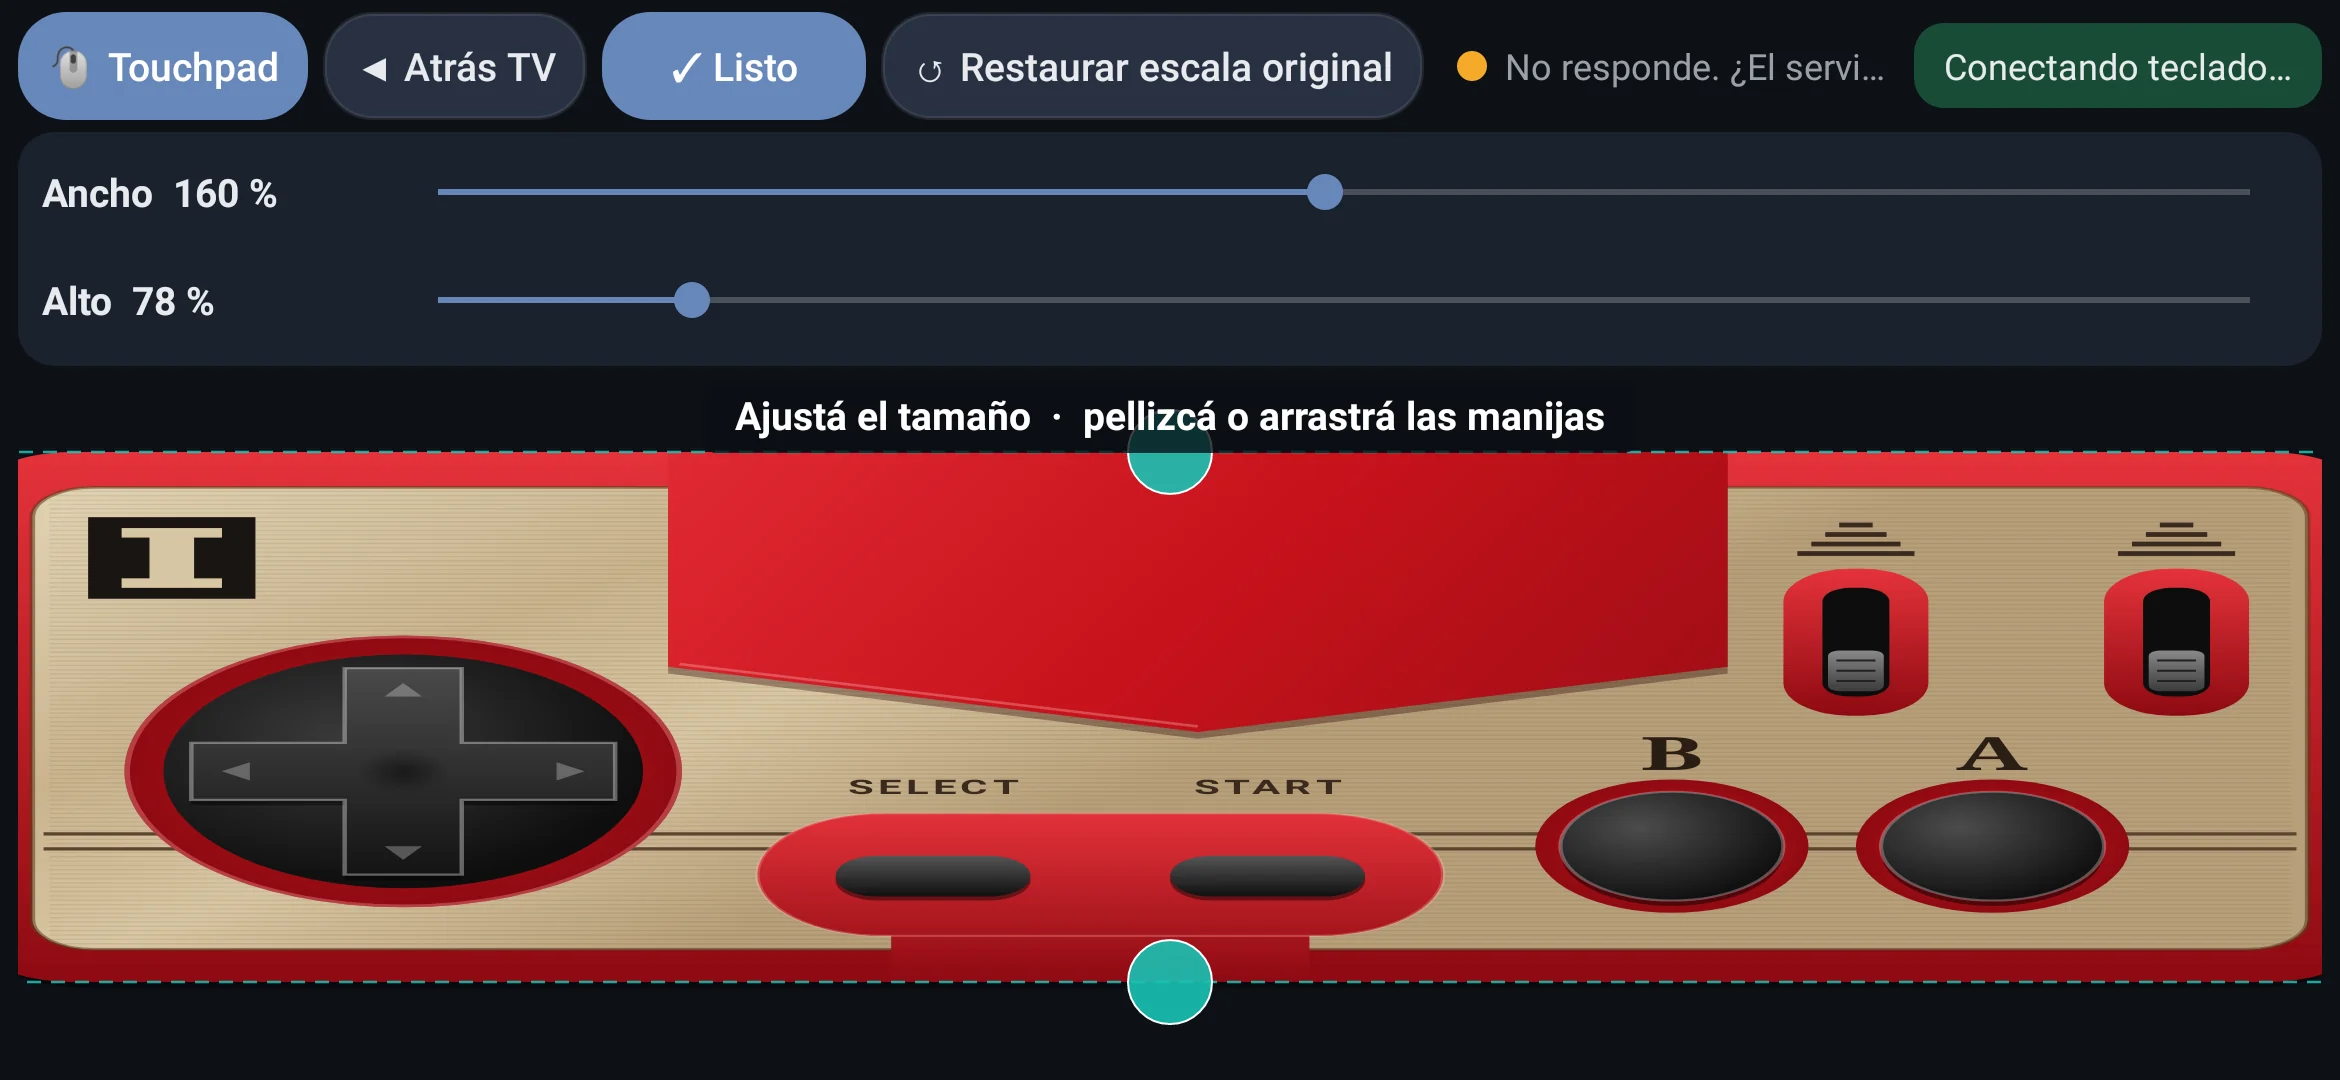 Touchpad
◄ Atrás TV
✓ Listo
↺ Restaurar escala original
No responde. ¿El servi...
Conectando teclado...
Ancho 160 %
Alto 78 %
Ajustá el tamaño · pellizcá o arrastrá las manijas
I
B A
SELECT START